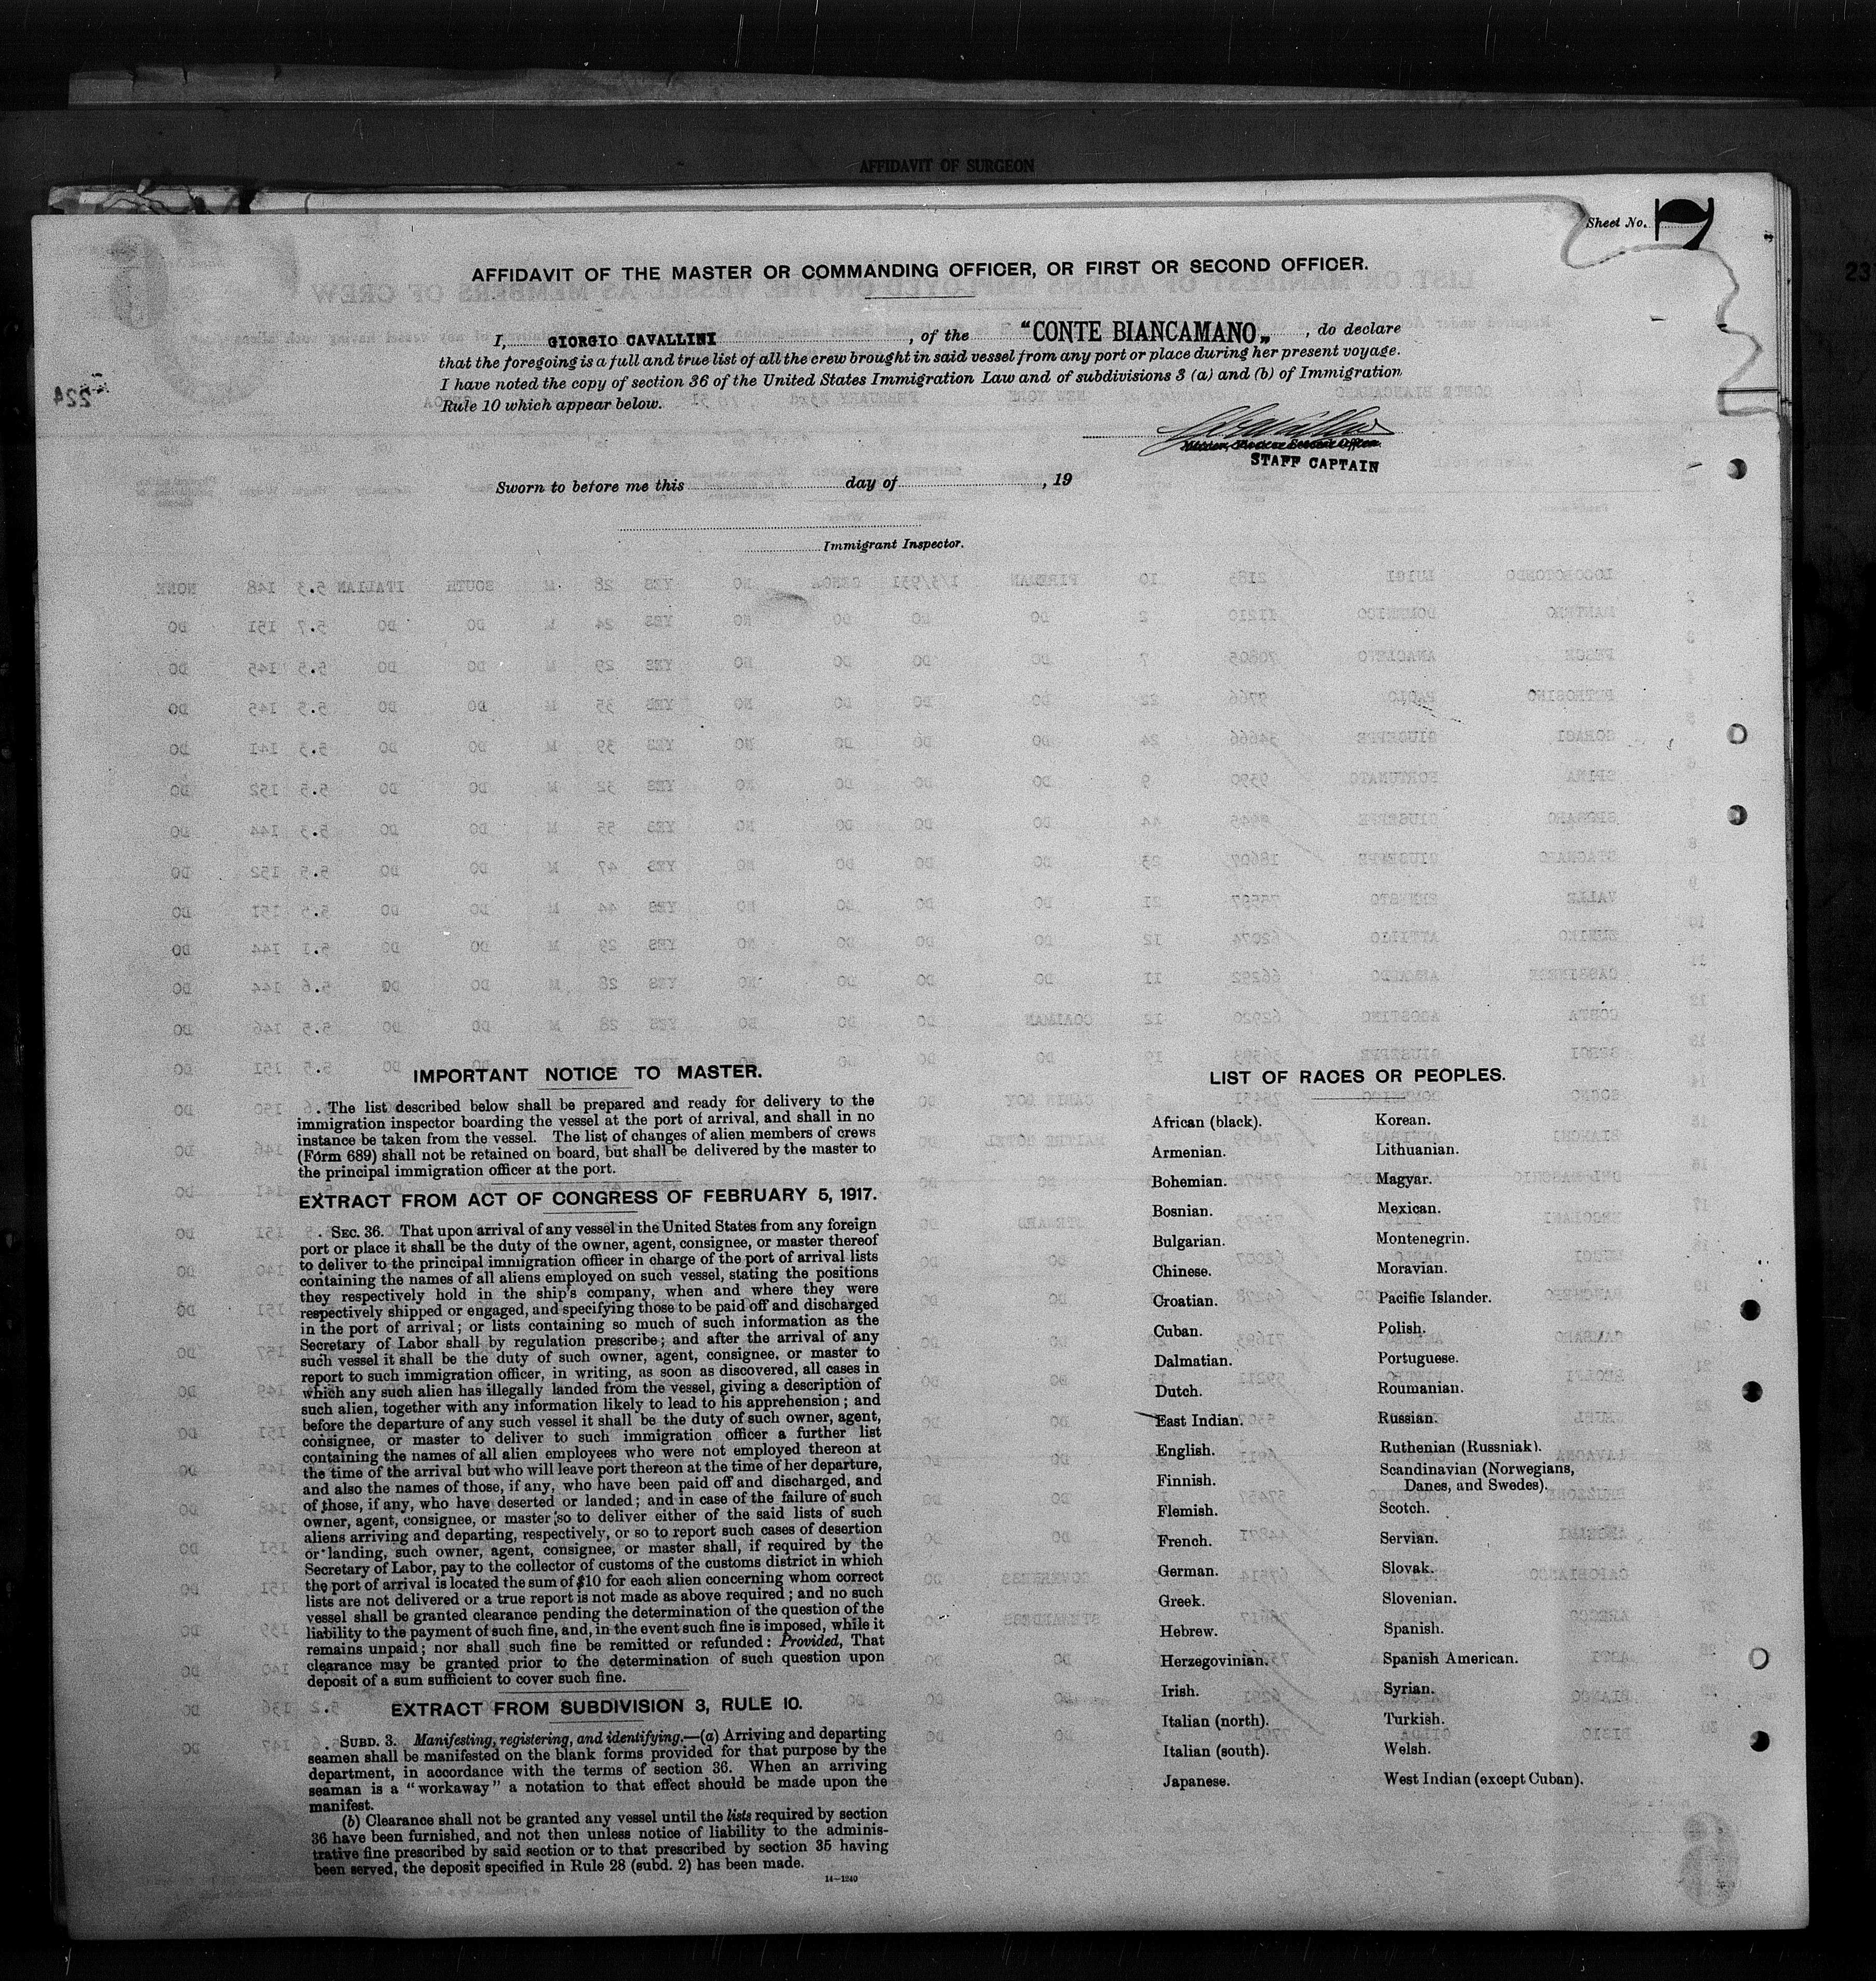 AFFIDAVIT OF SURGEON
Sheet No. 7
AFFIDAVIT OF THE MASTER OR COMMANDING OFFICER, OR FIRST OR SECOND OFFICER.
I, GIORGIO CAVALLINI, of the "CONTE BIANCAMANO„, do declare
that the foregoing is a full and true list of all the crew brought in said vessel from any port or place during her present voyage.
I have noted the copy of section 36 of the United States Immigration Law and of subdivisions 3 (a) and (b) of Immigration
Rule 10 which appear below.
Master, First or Second Officer.
STAFF CAPTAIN
Sworn to before me this day of , 19
Immigrant Inspector.
IMPORTANT NOTICE TO MASTER.
The list described below shall be prepared and ready for delivery to the
immigration inspector boarding the vessel at the port of arrival, and shall in no
instance be taken from the vessel. The list of changes of alien members of crews
(Form 689) shall not be retained on board, but shall be delivered by the master to
the principal immigration officer at the port.
EXTRACT FROM ACT OF CONGRESS OF FEBRUARY 5, 1917.
SEC. 36. That upon arrival of any vessel in the United States from any foreign
port or place it shall be the duty of the owner, agent, consignee, or master thereof
to deliver to the principal immigration officer in charge of the port of arrival lists
containing the names of all aliens employed on such vessel, stating the positions
they respectively hold in the ship's company, when and where they were
respectively shipped or engaged, and specifying those to be paid off and discharged
in the port of arrival; or lists containing so much of such information as the
Secretary of Labor shall by regulation prescribe; and after the arrival of any
such vessel it shall be the duty of such owner, agent, consignee, or master to
report to such immigration officer, in writing, as soon as discovered, all cases in
which any such alien has illegally landed from the vessel, giving a description of
such alien, together with any information likely to lead to his apprehension; and
before the departure of any such vessel it shall be the duty of such owner, agent,
consignee, or master to deliver to such immigration officer a further list
containing the names of all alien employees who were not employed thereon at
the time of the arrival but who will leave port thereon at the time of her departure,
and also the names of those, if any, who have been paid off and discharged, and
of those, if any, who have deserted or landed; and in case of the failure of such
owner, agent, consignee, or master so to deliver either of the said lists of such
aliens arriving and departing, respectively, or so to report such cases of desertion
or landing, such owner, agent, consignee, or master shall, if required by the
Secretary of Labor, pay to the collector of customs of the customs district in which
the port of arrival is located the sum of $10 for each alien concerning whom correct
lists are not delivered or a true report is not made as above required; and no such
vessel shall be granted clearance pending the determination of the question of the
liability to the payment of such fine, and, in the event such fine is imposed, while it
remains unpaid; nor shall such fine be remitted or refunded: Provided, That
clearance may be granted prior to the determination of such question upon
deposit of a sum sufficient to cover such fine.
EXTRACT FROM SUBDIVISION 3, RULE 10.
SUBD. 3. Manifesting, registering, and identifying.—(a) Arriving and departing
seamen shall be manifested on the blank forms provided for that purpose by the
department, in accordance with the terms of section 36. When an arriving
seaman is a "workaway" a notation to that effect should be made upon the
manifest.
(b) Clearance shall not be granted any vessel until the lists required by section
36 have been furnished, and not then unless notice of liability to the adminis-
trative fine prescribed by said section or to that prescribed by section 35 having
been served, the deposit specified in Rule 28 (subd. 2) has been made.
14—1240
LIST OF RACES OR PEOPLES.
African (black).
Armenian.
Bohemian.
Bosnian.
Bulgarian.
Chinese.
Croatian.
Cuban.
Dalmatian.
Dutch.
East Indian.
English.
Finnish.
Flemish.
French.
German.
Greek.
Hebrew.
Herzegovinian.
Irish.
Italian (north).
Italian (south).
Japanese.
Korean.
Lithuanian.
Magyar.
Mexican.
Montenegrin.
Moravian.
Pacific Islander.
Polish.
Portuguese.
Roumanian.
Russian.
Ruthenian (Russniak).
Scandinavian (Norwegians,
Danes, and Swedes).
Scotch.
Servian.
Slovak.
Slovenian.
Spanish.
Spanish American.
Syrian.
Turkish.
Welsh.
West Indian (except Cuban).